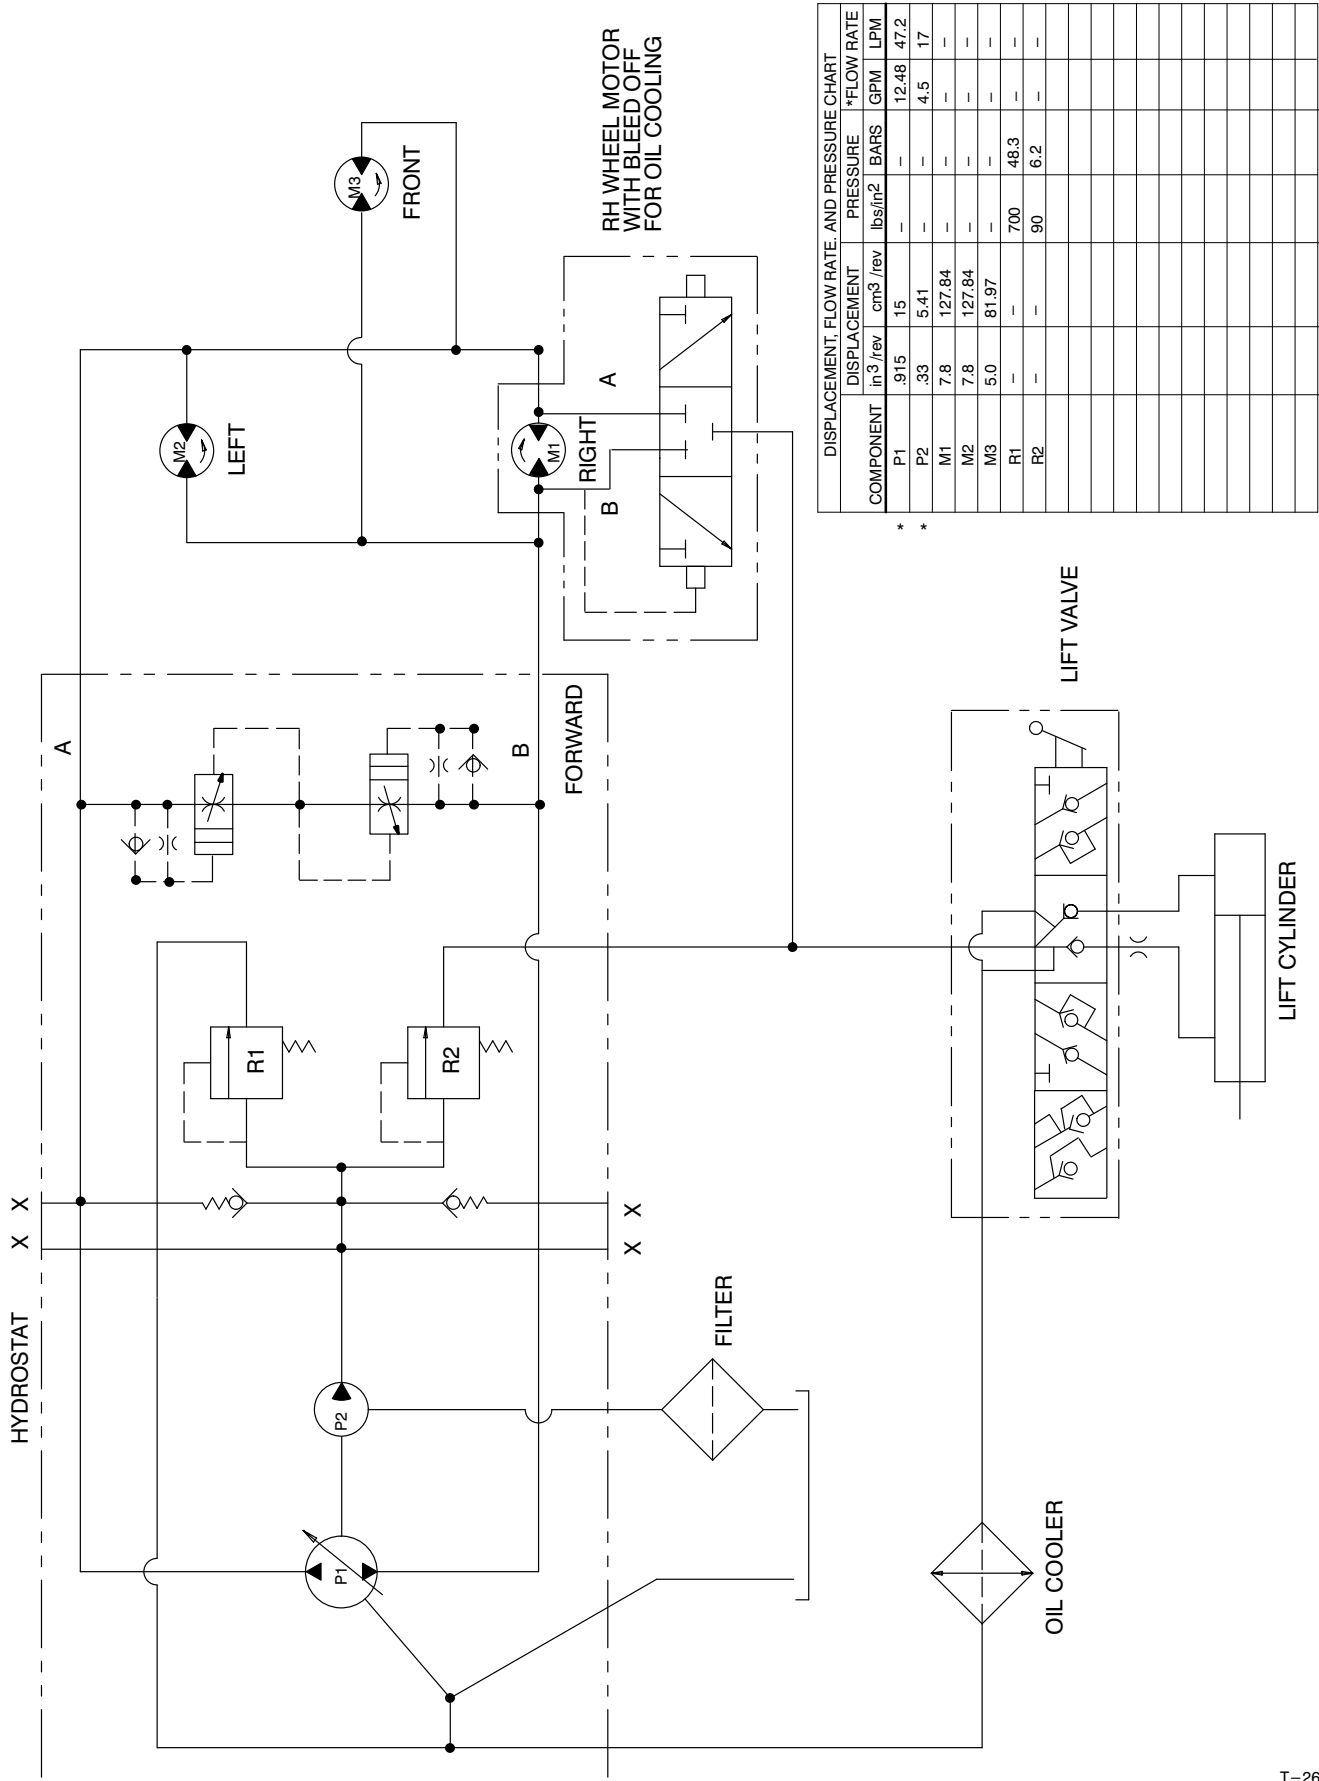 HYDROSTAT
X X
X X
P1
P2
R1
R2
A
B
FORWARD
M2
LEFT
M3
FRONT
M1
RIGHT
A
B
RH WHEEL MOTOR
WITH BLEED OFF
FOR OIL COOLING
FILTER
OIL COOLER
LIFT VALVE
LIFT CYLINDER
DISPLACEMENT, FLOW RATE. AND PRESSURE CHART
DISPLACEMENT PRESSURE *FLOW RATE
COMPONENT in3/rev cm3 /rev lbs/in2 BARS GPM LPM
* P1 .915 15 – – 12.48 47.2
* P2 .33 5.41 – – 4.5 17
M1 7.8 127.84 – – – –
M2 7.8 127.84 – – – –
M3 5.0 81.97 – – – –
R1 – – 700 48.3 – –
R2 – – 90 6.2 – –
T–26